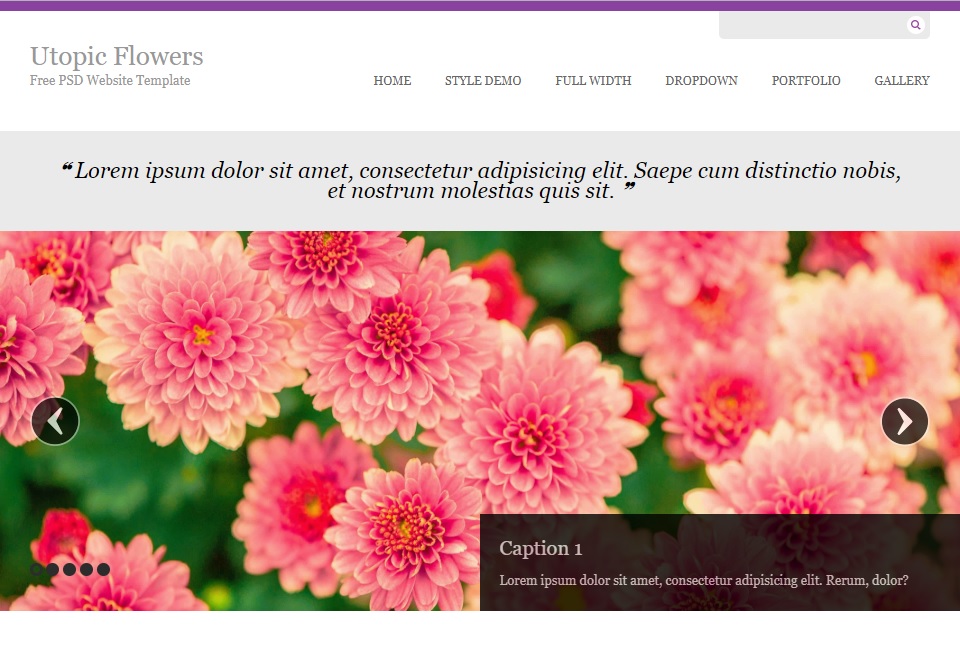 Utopic Flowers
Free PSD Website Template
HOME STYLE DEMO FULL WIDTH DROPDOWN PORTFOLIO GALLERY
❝ Lorem ipsum dolor sit amet, consectetur adipisicing elit. Saepe cum distinctio nobis,
et nostrum molestias quis sit. ❞
Caption 1
Lorem ipsum dolor sit amet, consectetur adipisicing elit. Rerum, dolor?